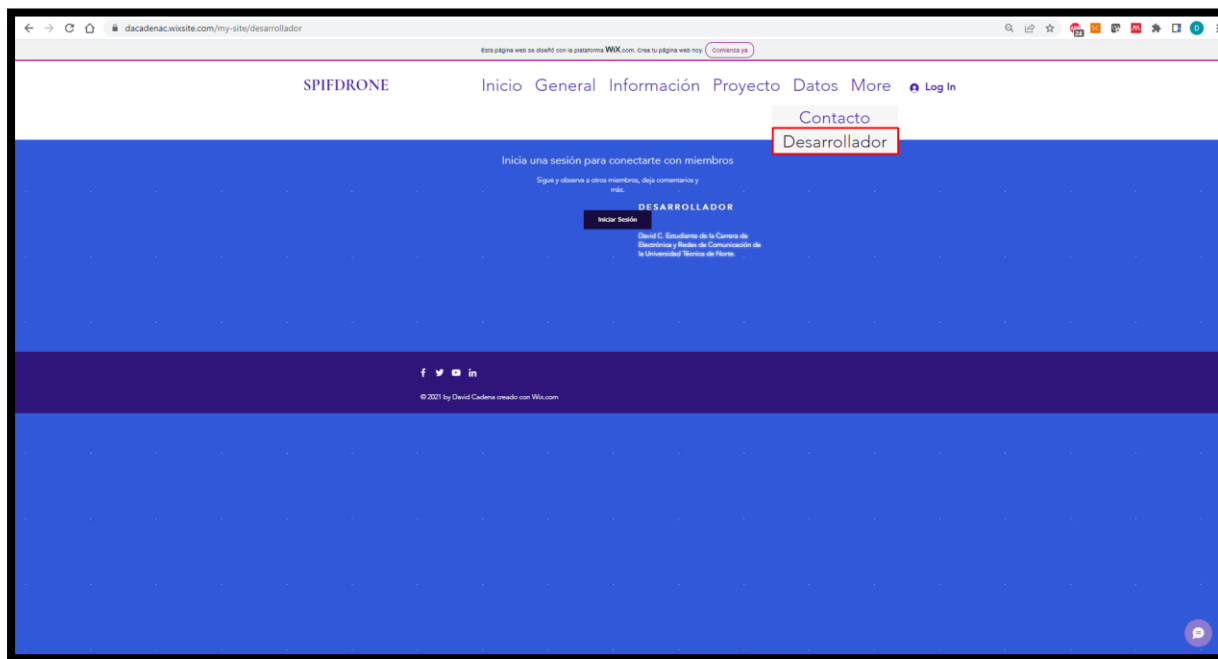 dacadenac.wixsite.com/my-site/desarrollador
Esta página web se diseñó con la plataforma WiX.com. Crea tu página web hoy. Comienza ya
SPIFDRONE
Inicio General Información Proyecto Datos More Log In
Contacto
Desarrollador
Inicia una sesión para conectarte con miembros
Sigue y observa a otros miembros, deja comentarios y
más.
Iniciar Sesión
DESARROLLADOR
David C. Estudiante de la Carrera de
Electrónica y Redes de Comunicación de
la Universidad Técnica de Norte.
© 2021 by David Cadena creado con Wix.com